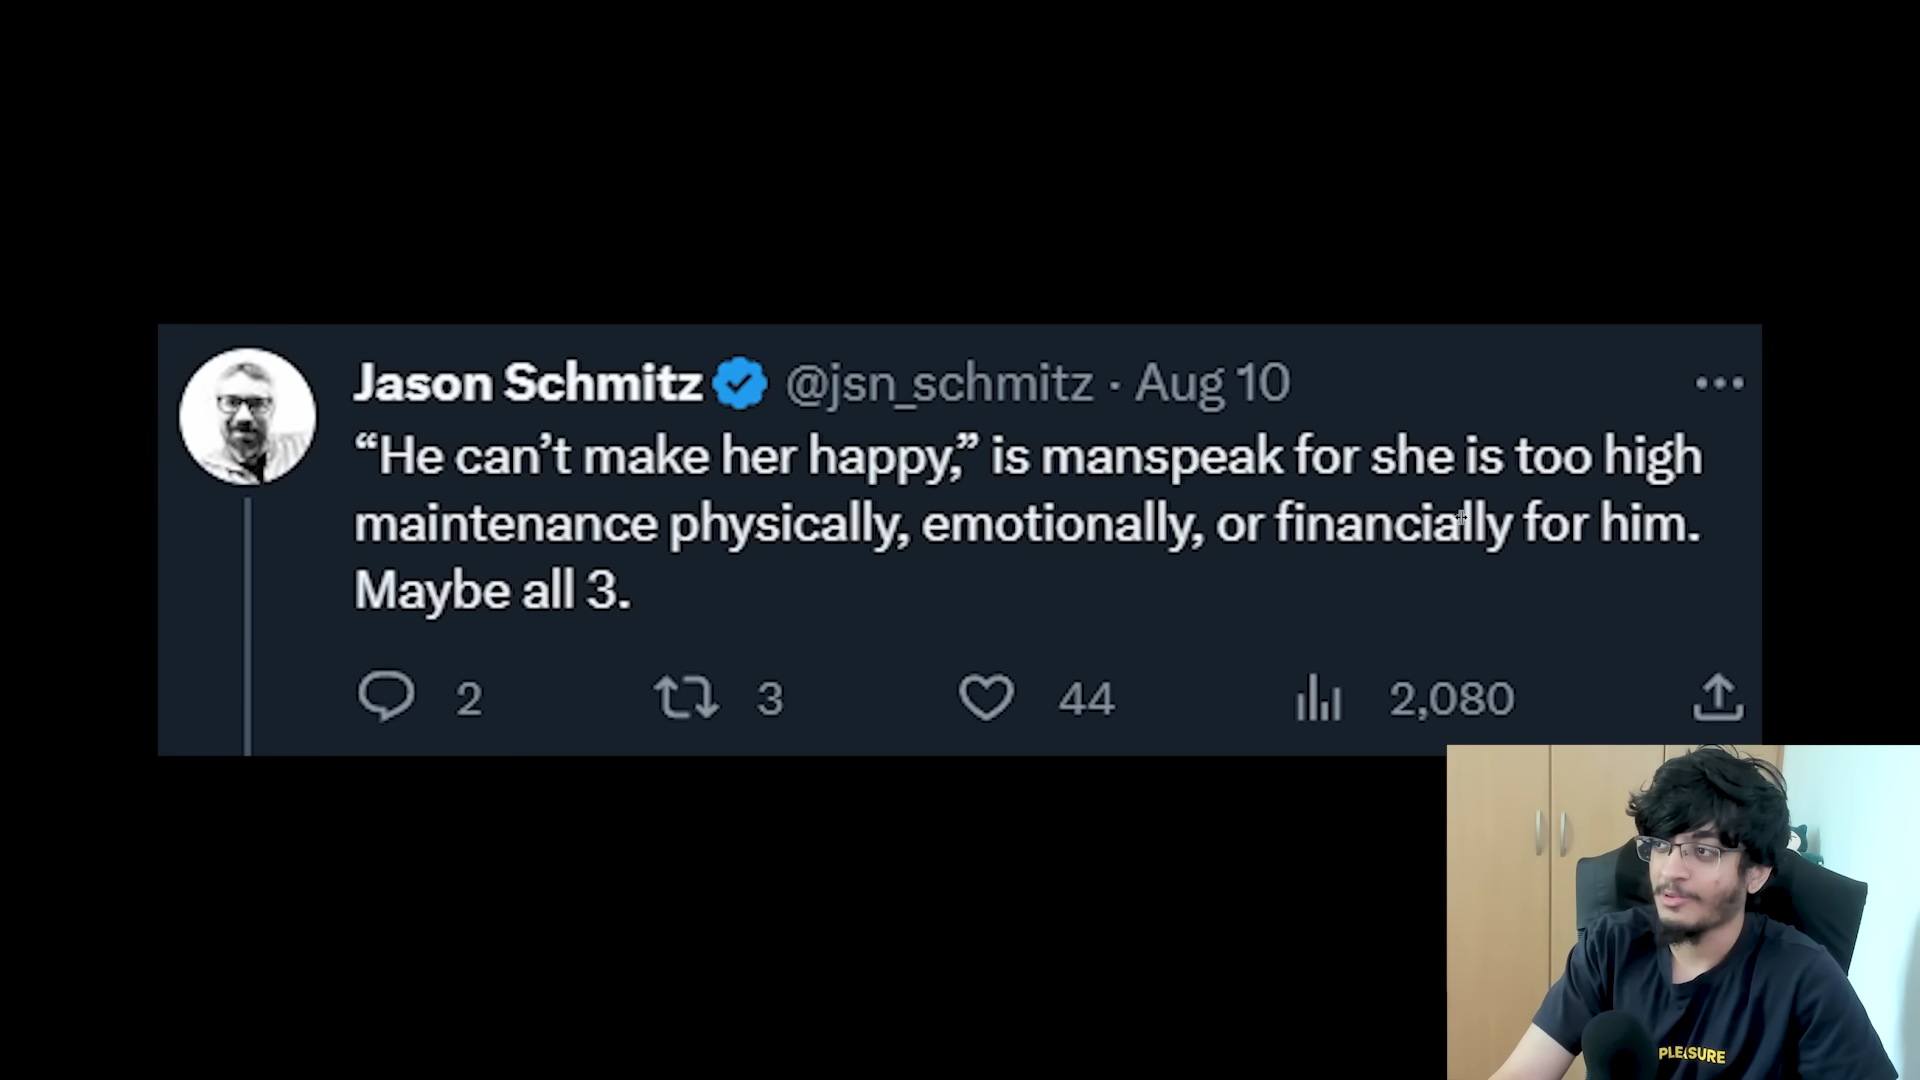 Jason Schmitz @jsn_schmitz · Aug 10
“He can’t make her happy,” is manspeak for she is too high
maintenance physically, emotionally, or financially for him.
Maybe all 3.
2 3 44 2,080
PLEASURE